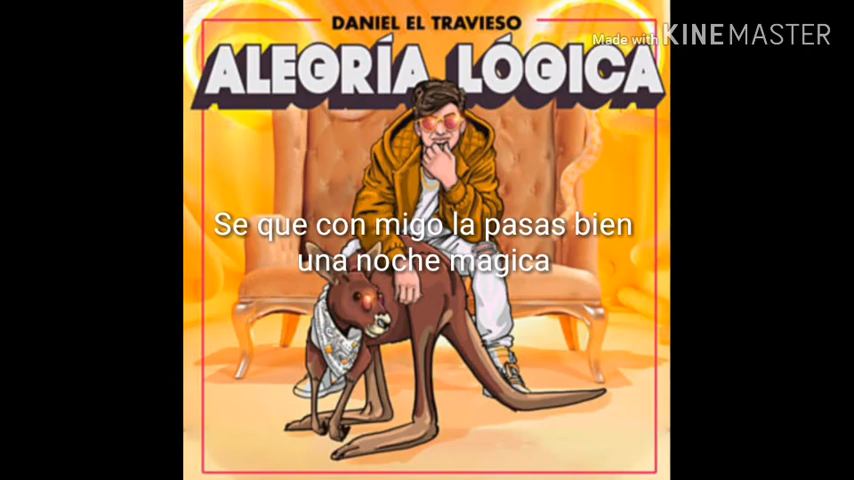 DANIEL EL TRAVIESO
Made with KINEMASTER
ALEGRÍA LÓGICA
Se que con migo la pasas bien
una noche magica